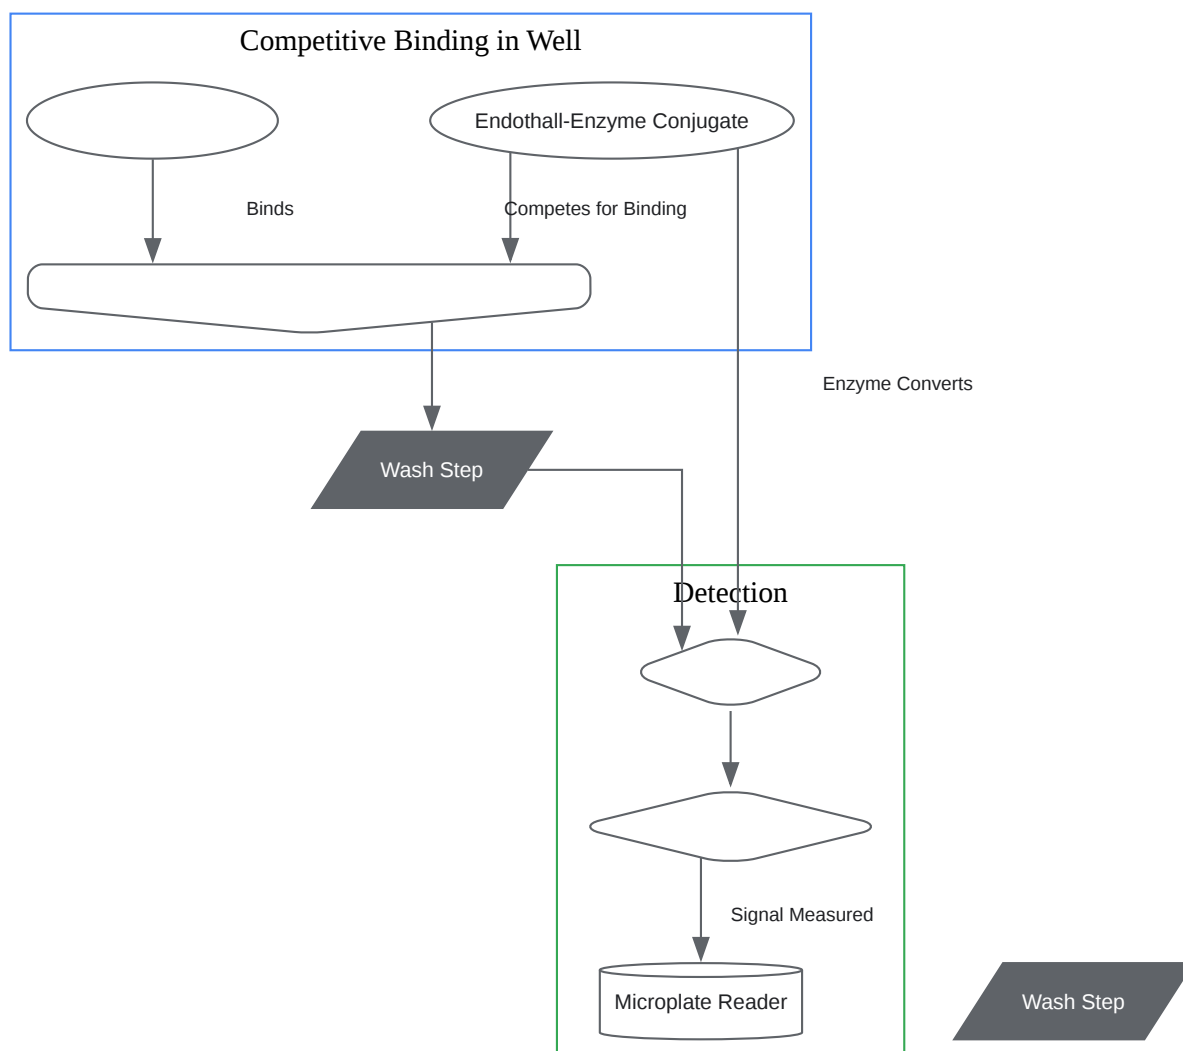 Competitive Binding in Well
Endothall-Enzyme Conjugate
Binds
Competes for Binding
Enzyme Converts
Wash Step
Detection
Signal Measured
Microplate Reader
Wash Step